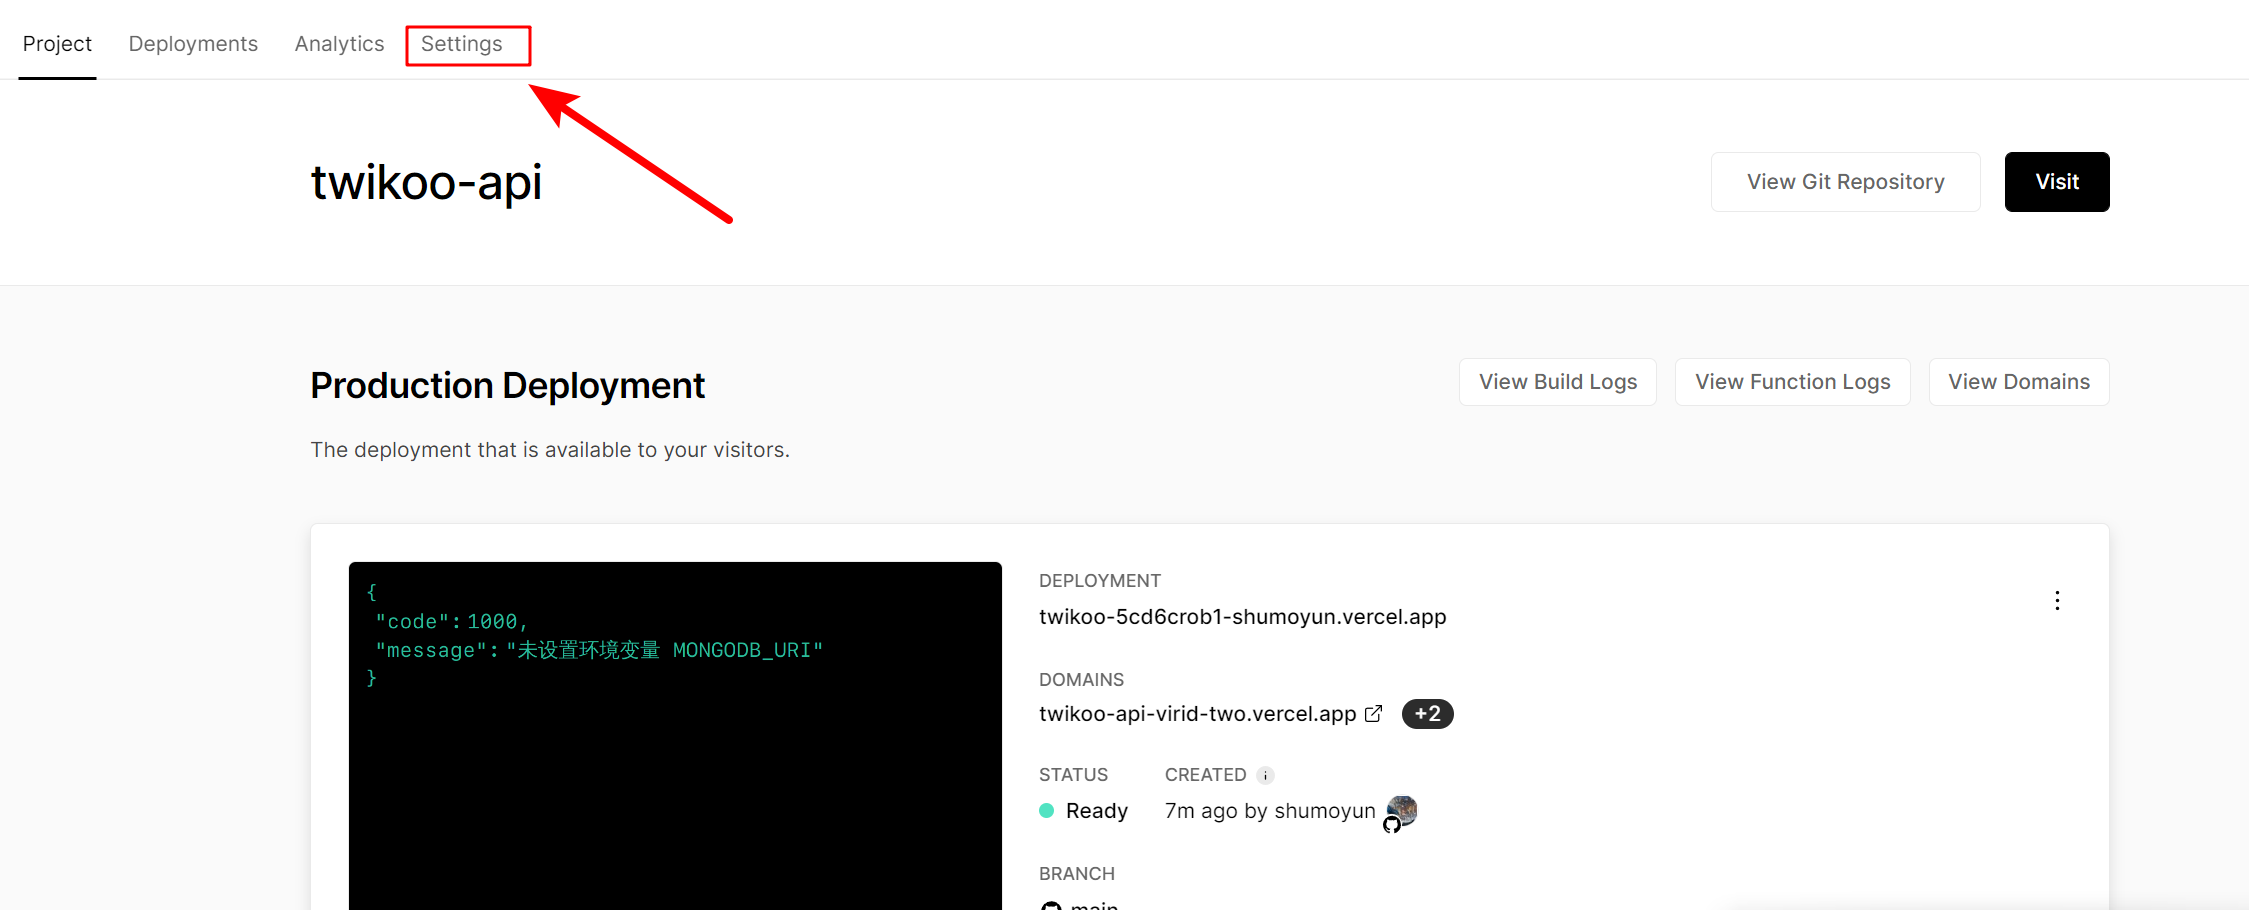 Project Deployments Analytics Settings
twikoo-api
View Git Repository Visit
Production Deployment
View Build Logs View Function Logs View Domains
The deployment that is available to your visitors.
{
"code": 1000,
"message": "未设置环境变量 MONGODB_URI"
}
DEPLOYMENT
twikoo-5cd6crob1-shumoyun.vercel.app
DOMAINS
twikoo-api-virid-two.vercel.app +2
STATUS CREATED i
Ready 7m ago by shumoyun
BRANCH
main